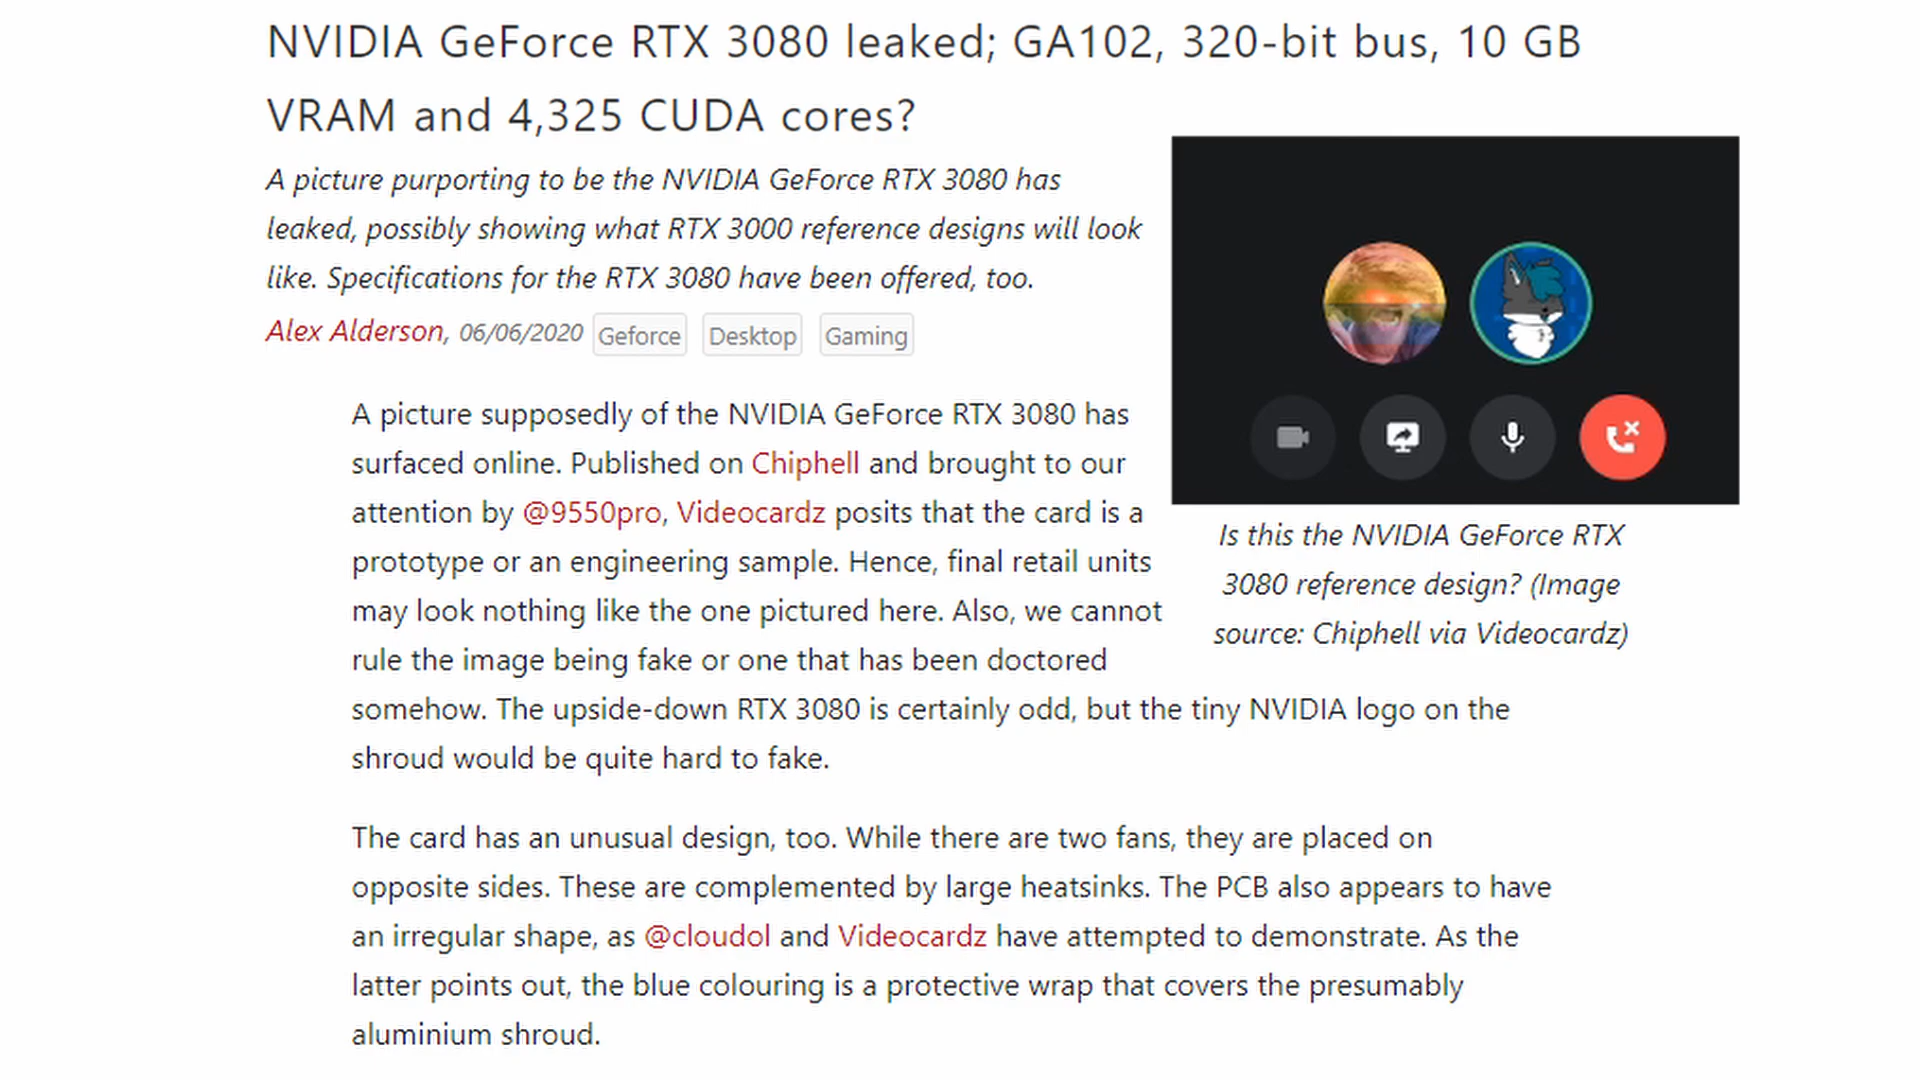 NVIDIA GeForce RTX 3080 leaked; GA102, 320-bit bus, 10 GB
VRAM and 4,325 CUDA cores?
A picture purporting to be the NVIDIA GeForce RTX 3080 has
leaked, possibly showing what RTX 3000 reference designs will look
like. Specifications for the RTX 3080 have been offered, too.
Alex Alderson, 06/06/2020 Geforce Desktop Gaming
A picture supposedly of the NVIDIA GeForce RTX 3080 has
surfaced online. Published on Chiphell and brought to our
attention by @9550pro, Videocardz posits that the card is a
prototype or an engineering sample. Hence, final retail units
may look nothing like the one pictured here. Also, we cannot
rule the image being fake or one that has been doctored
somehow. The upside-down RTX 3080 is certainly odd, but the tiny NVIDIA logo on the
shroud would be quite hard to fake.
Is this the NVIDIA GeForce RTX
3080 reference design? (Image
source: Chiphell via Videocardz)
The card has an unusual design, too. While there are two fans, they are placed on
opposite sides. These are complemented by large heatsinks. The PCB also appears to have
an irregular shape, as @cloudol and Videocardz have attempted to demonstrate. As the
latter points out, the blue colouring is a protective wrap that covers the presumably
aluminium shroud.